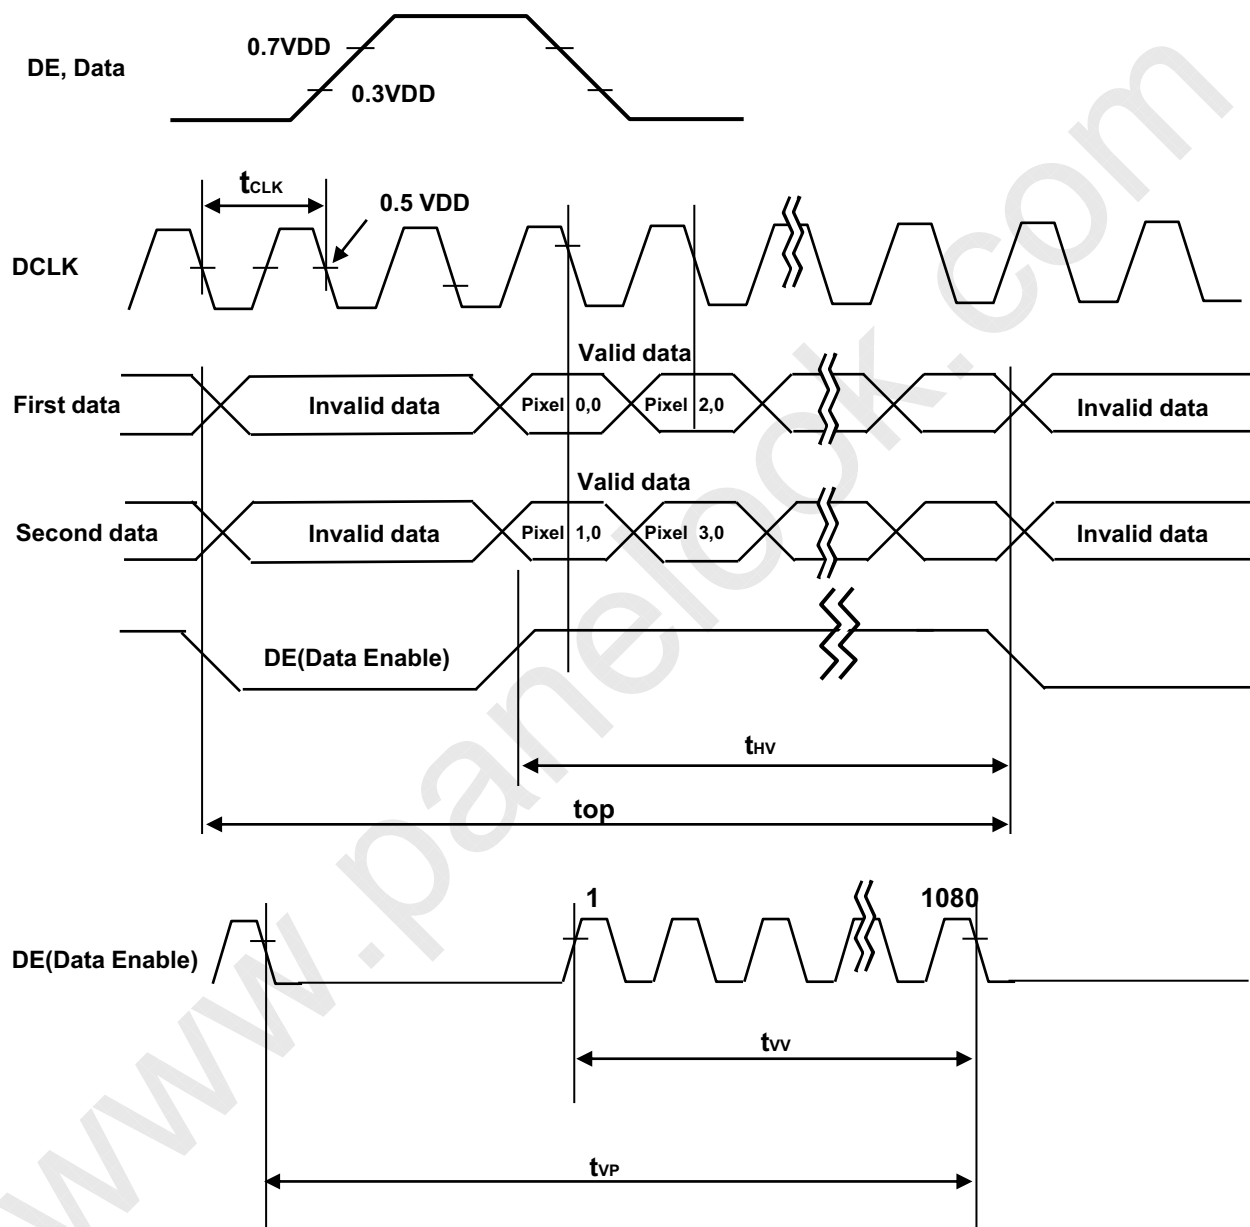 0.7VDD
DE, Data
0.3VDD
tCLK
0.5 VDD
DCLK
Valid data
First data
Invalid data
Pixel 0,0
Pixel 2,0
Invalid data
Valid data
Second data
Invalid data
Pixel 1,0
Pixel 3,0
Invalid data
DE(Data Enable)
tHV
top
1
1080
DE(Data Enable)
tVV
tVP
www.panelook.com